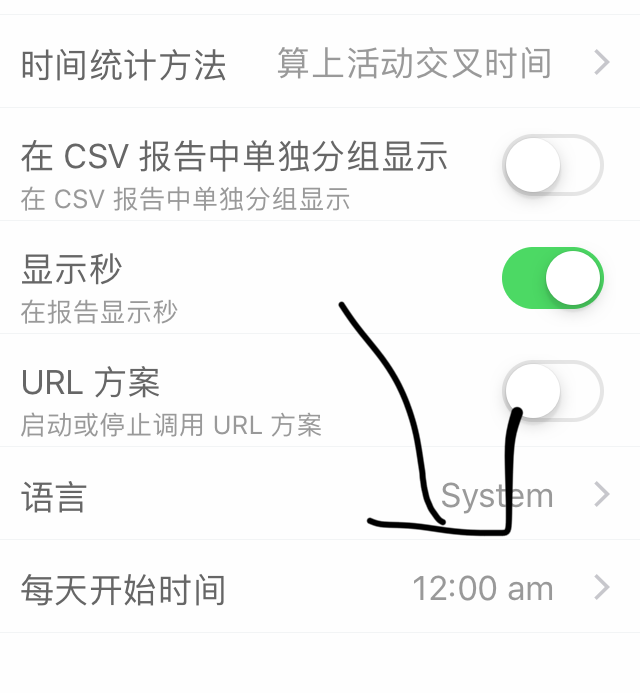 时间统计方法 算上活动交叉时间
在 CSV 报告中单独分组显示
在 CSV 报告中单独分组显示
显示秒
在报告显示秒
URL 方案
启动或停止调用 URL 方案
语言 System
每天开始时间 12:00 am